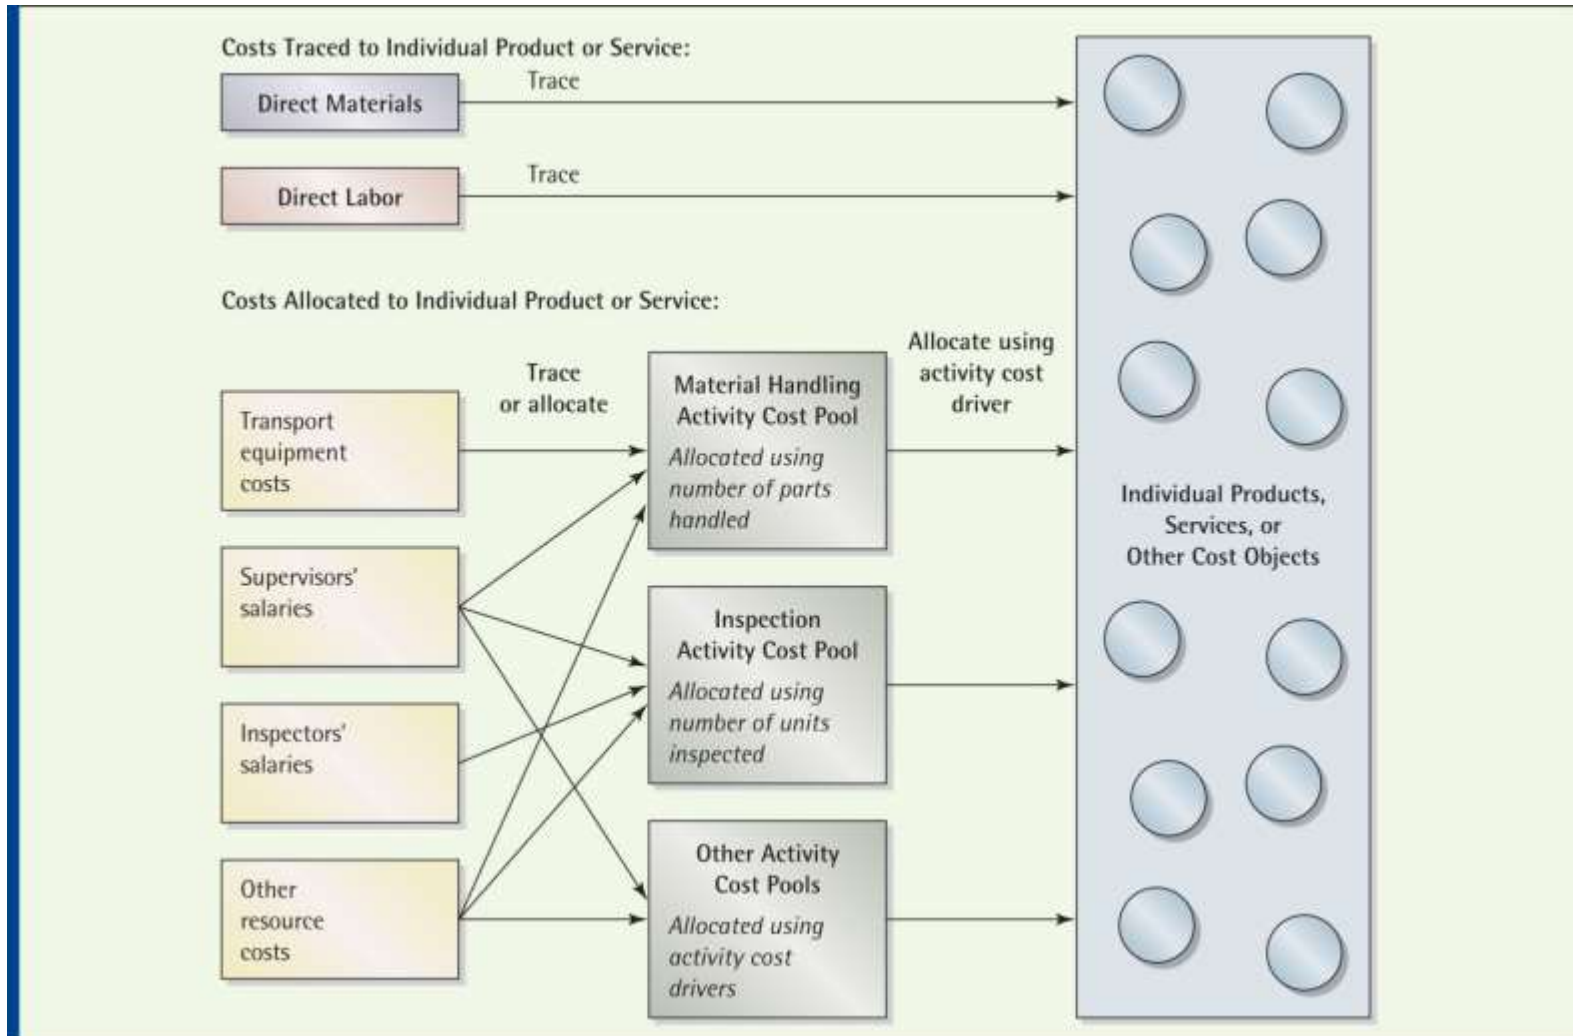 Costs Traced to Individual Product or Service:
Direct Materials
Trace
Direct Labor
Trace
Costs Allocated to Individual Product or Service:
Transport
equipment
costs
Supervisors'
salaries
Inspectors'
salaries
Other
resource
costs
Trace
or allocate
Material Handling
Activity Cost Pool
Allocated using
number of parts
handled
Inspection
Activity Cost Pool
Allocated using
number of units
inspected
Other Activity
Cost Pools
Allocated using
activity cost
drivers
Allocate using
activity cost
driver
Individual Products,
Services, or
Other Cost Objects